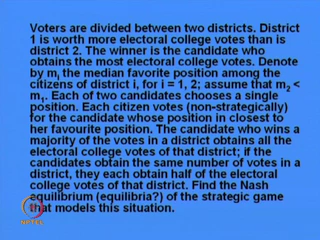 Voters are divided between two districts. District
1 is worth more electoral college votes than is
district 2. The winner is the candidate who
obtains the most electoral college votes. Denote
by mi the median favorite position among the
citizens of district i, for i = 1, 2; assume that m2 <
m1. Each of two candidates chooses a single
position. Each citizen votes (non-strategically)
for the candidate whose position in closest to
her favourite position. The candidate who wins a
majority of the votes in a district obtains all the
electoral college votes of that district; if the
candidates obtain the same number of votes in a
district, they each obtain half of the electoral
college votes of that district. Find the Nash
equilibrium (equilibria?) of the strategic game
that models this situation.
NPTEL